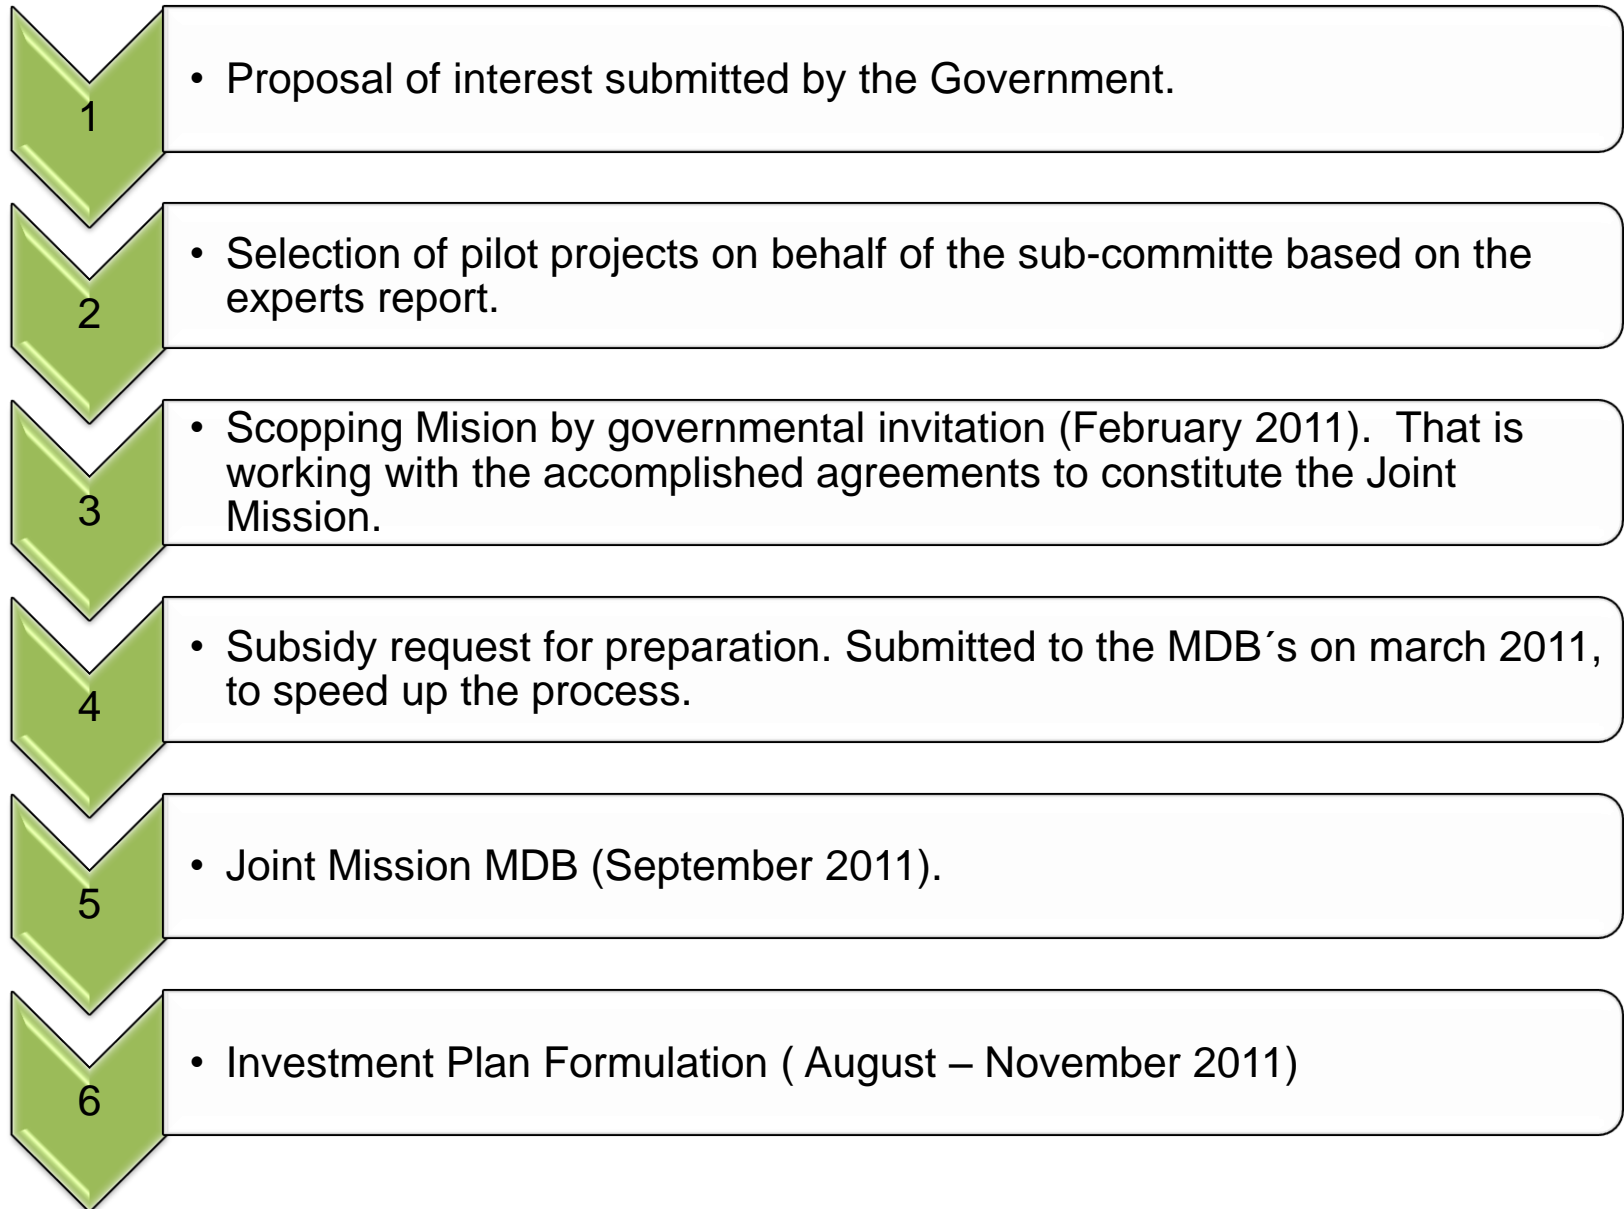 1
• Proposal of interest submitted by the Government.
2
• Selection of pilot projects on behalf of the sub-committe based on the
experts report.
3
• Scopping Mision by governmental invitation (February 2011).  That is
working with the accomplished agreements to constitute the Joint
Mission.
4
• Subsidy request for preparation. Submitted to the MDB´s on march 2011,
to speed up the process.
5
• Joint Mission MDB (September 2011).
6
• Investment Plan Formulation ( August – November 2011)